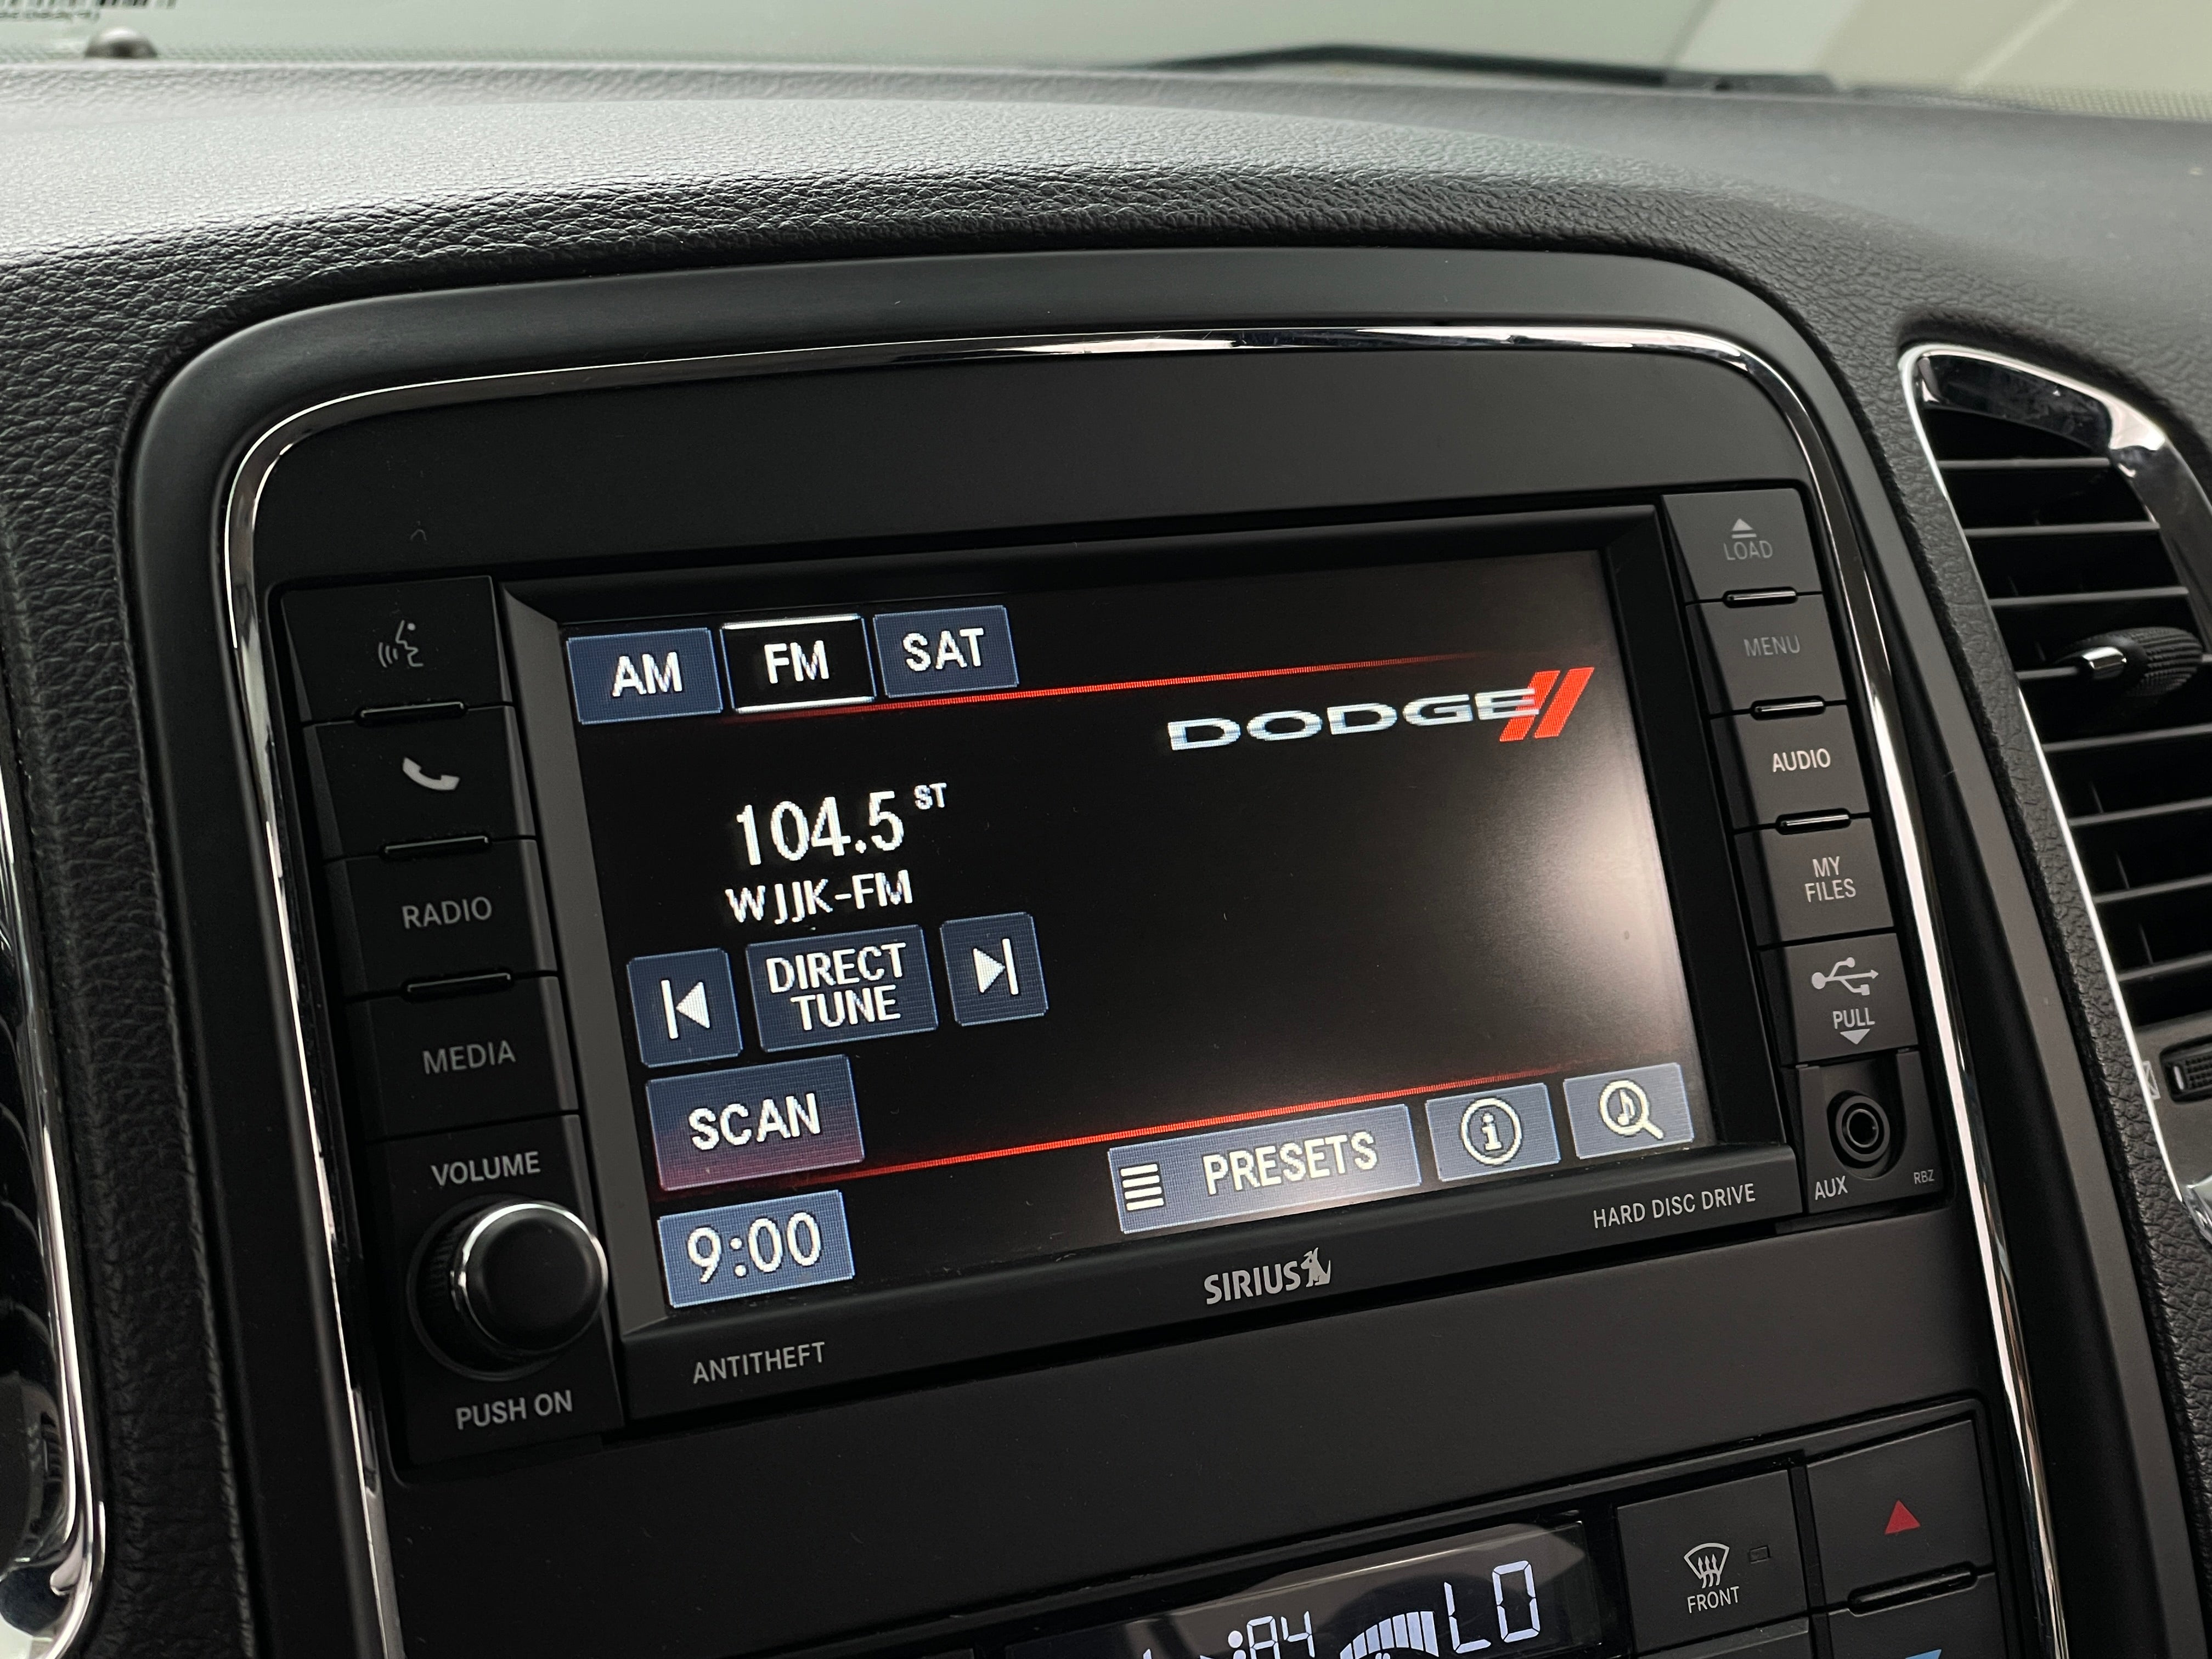 AM
FM
SAT
DODGE
104.5 ST
WJJK-FM
DIRECT
TUNE
SCAN
PRESETS
9:00
RADIO
MEDIA
VOLUME
PUSH ON
LOAD
MENU
AUDIO
MY
FILES
PULL
AUX
RBZ
HARD DISC DRIVE
SIRIUS
ANTITHEFT
FRONT
LO